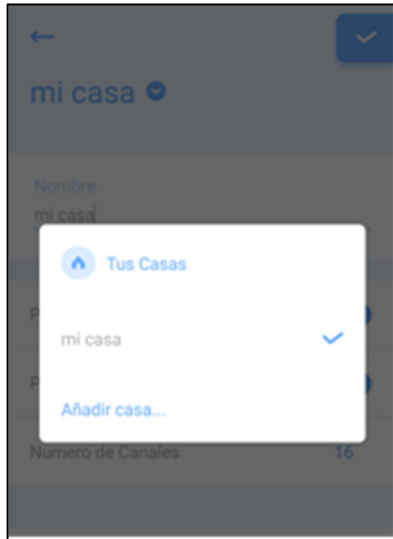 mi casa
Nombre
mi casa
Tus Casas
mi casa
Añadir casa...
P
P
Numero de Canales 16